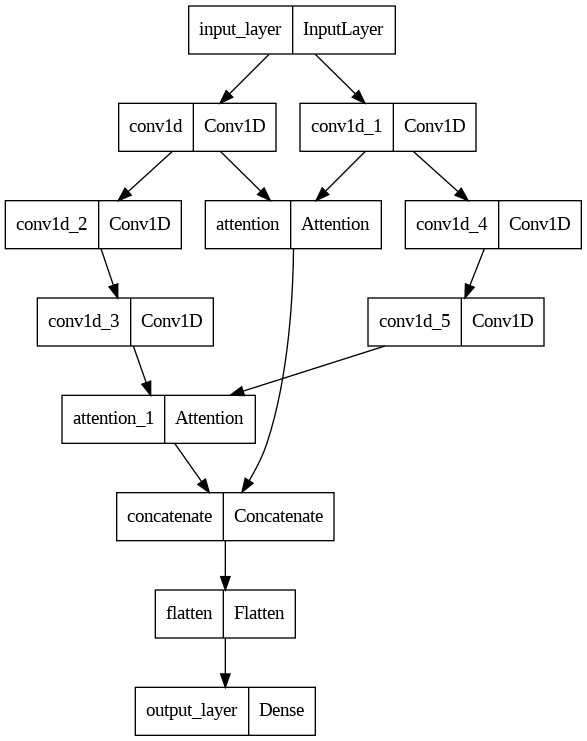 input_layer InputLayer
conv1d Conv1D conv1d_1 Conv1D
conv1d_2 Conv1D attention Attention conv1d_4 Conv1D
conv1d_3 Conv1D conv1d_5 Conv1D
attention_1 Attention
concatenate Concatenate
flatten Flatten
output_layer Dense